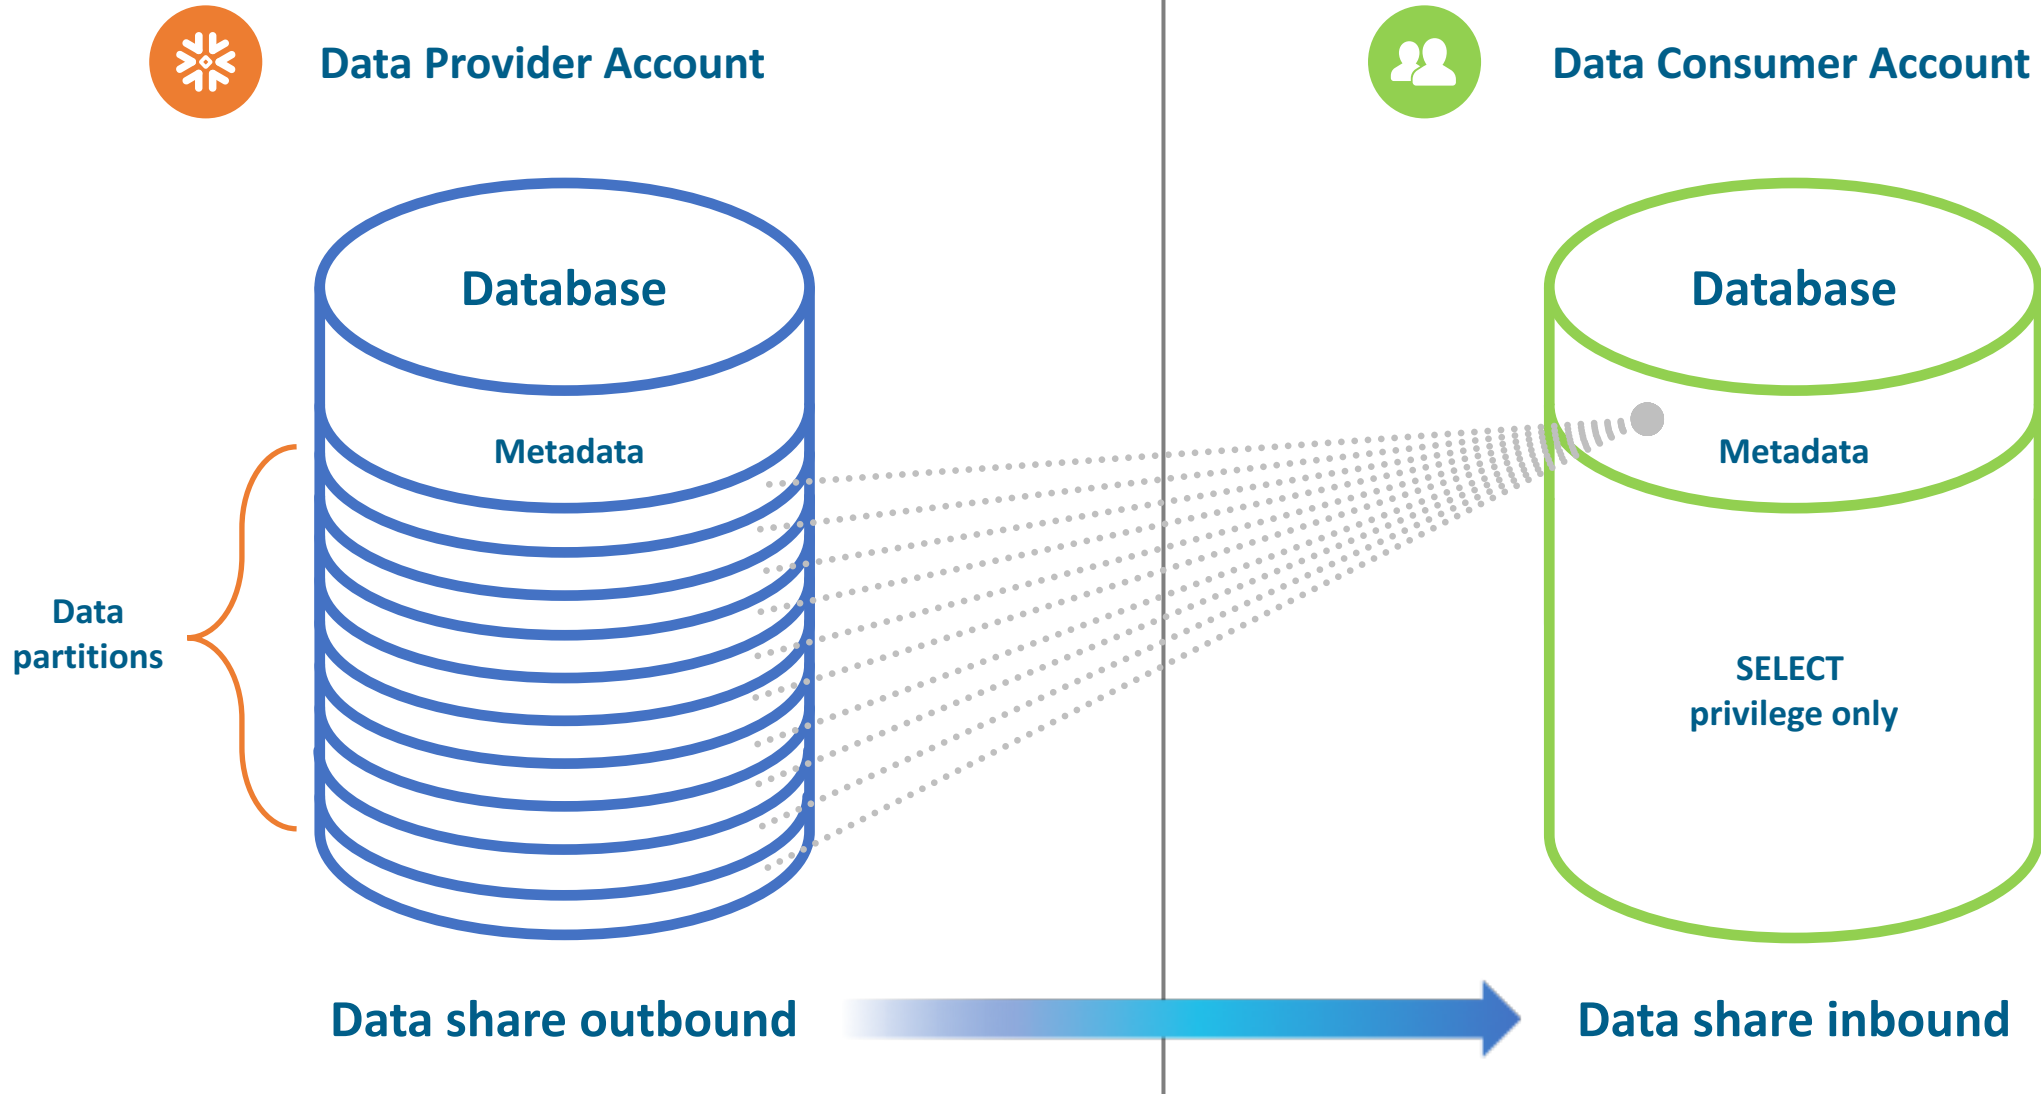 Data Provider Account
Data Consumer Account
Database
Database
Metadata
Metadata
Data
partitions
SELECT
privilege only
Data share outbound
Data share inbound